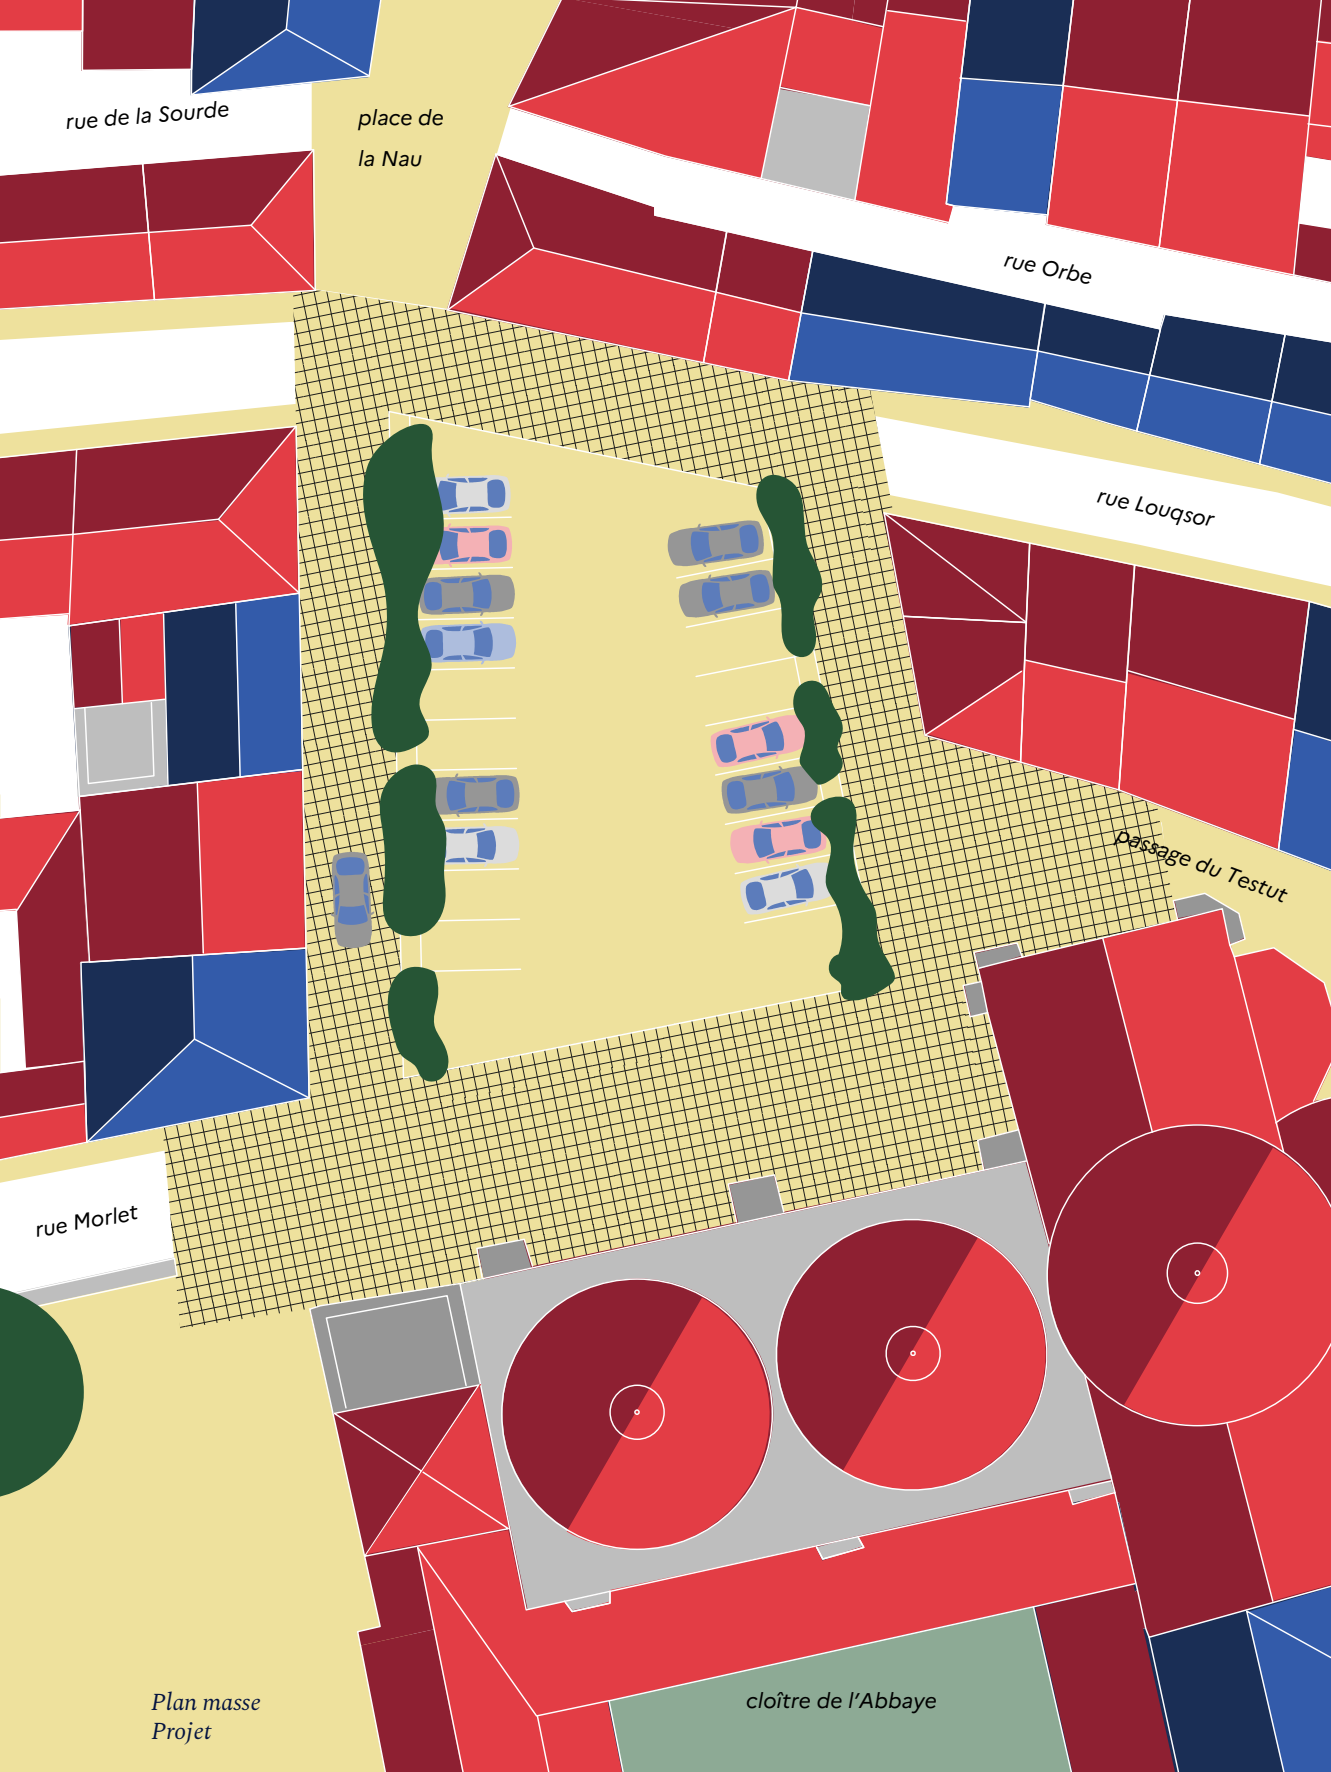 rue de la Sourde
place de
la Nau
rue Orbe
rue Louqsor
passage du Testut
rue Morlet
cloître de l’Abbaye
Plan masse
Projet